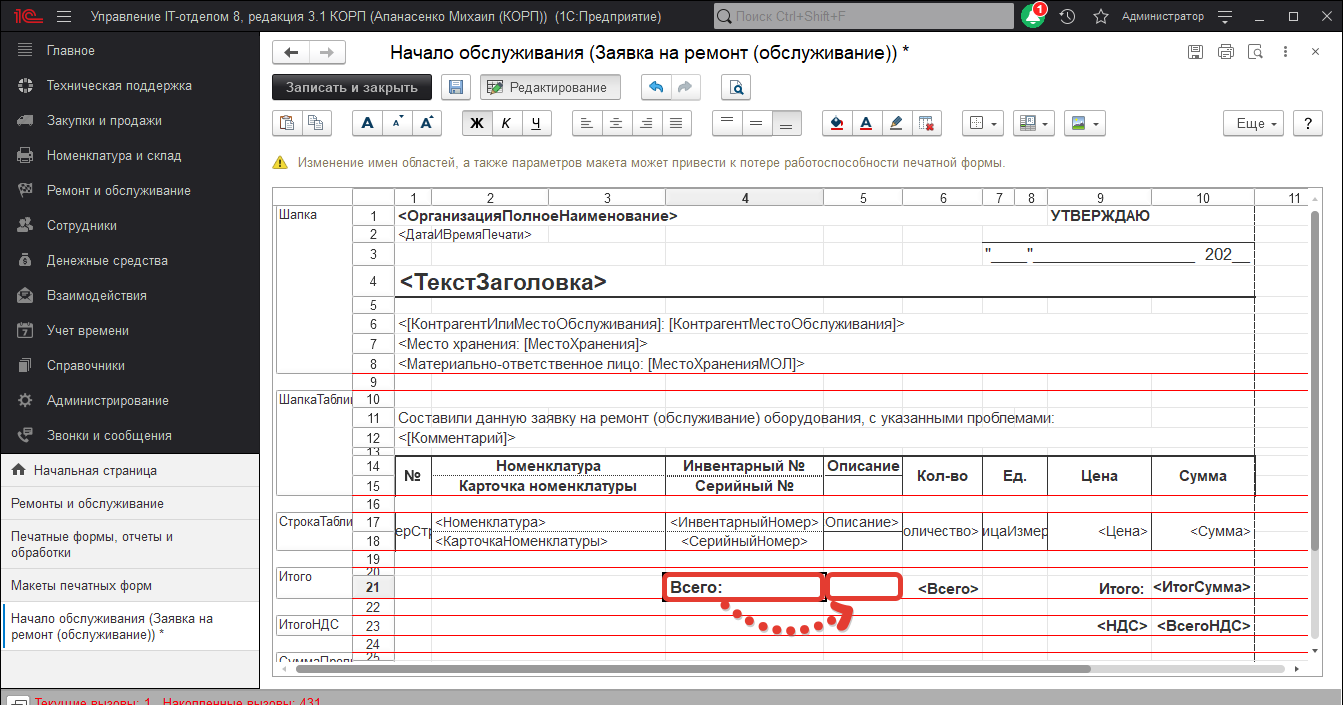 1С Управление IT-отделом 8, редакция 3.1 КОРП (Апанасенко Михаил (КОРП)) (1С:Предприятие) Поиск Ctrl+Shift+F 1 Администратор
Главное
Техническая поддержка
Закупки и продажи
Номенклатура и склад
Ремонт и обслуживание
Сотрудники
Денежные средства
Взаимодействия
Учет времени
Справочники
Администрирование
Звонки и сообщения
Начальная страница
Ремонты и обслуживание
Печатные формы, отчеты и
обработки
Макеты печатных форм
Начало обслуживания (Заявка на
ремонт (обслуживание)) *
Начало обслуживания (Заявка на ремонт (обслуживание)) *
Записать и закрыть Редактирование
А А А Ж К Ч А Еще ?
Изменение имен областей, а также параметров макета может привести к потере работоспособности печатной формы.
1 2 3 4 5 6 7 8 9 10 11
Шапка 1 <ОрганизацияПолноеНаименование> УТВЕРЖДАЮ
2 <ДатаИВремяПечати>
3 "____"____________________ 202__
4 <ТекстЗаголовка>
5
6 <[КонтрагентИлиМестоОбслуживания]: [КонтрагентМестоОбслуживания]>
7 <Место хранения: [МестоХранения]>
8 <Материально-ответственное лицо: [МестоХраненияМОЛ]>
9
ШапкаТабли 10
11 Составили данную заявку на ремонт (обслуживание) оборудования, с указанными проблемами:
12 <[Комментарий]>
13
14 № Номенклатура Инвентарный № Описание Кол-во Ед. Цена Сумма
15 Карточка номенклатуры Серийный №
16
СтрокаТабли 17 ерСтр <Номенклатура> <ИнвентарныйНомер> Описание> оличество> ицаИзмер <Цена> <Сумма>
18 <КарточкаНоменклатуры> <СерийныйНомер>
19
Итого 20
21 Всего: <Всего> Итого: <ИтогСумма>
22
ИтогоНДС 23 <НДС> <ВсегоНДС>
24
СуммаПроп 25
Текущие вызовы: 1 Накопленные вызовы: 431